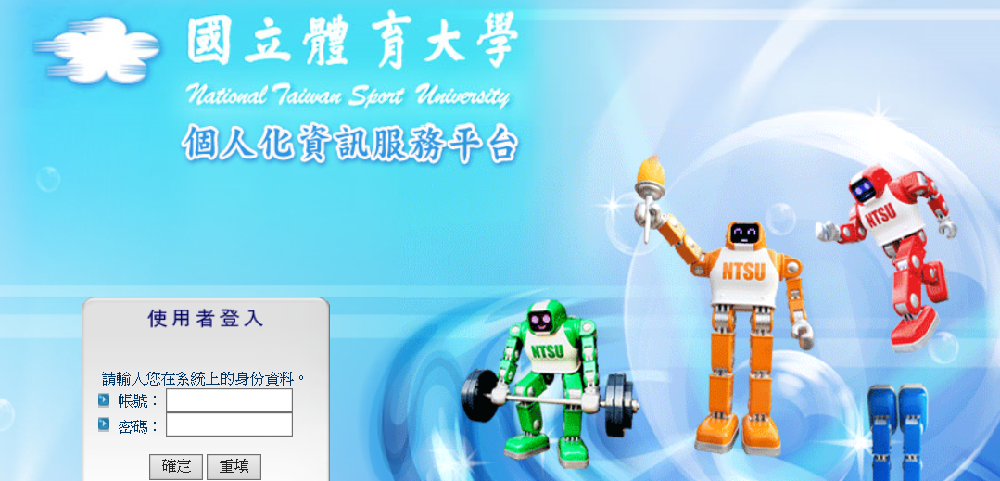 國立體育大學
National Taiwan Sport University
個人化資訊服務平台
NTSU
NTSU
NTSU
使用者登入
請輸入您在系統上的身份資料。
帳號：
密碼：
確定 重填